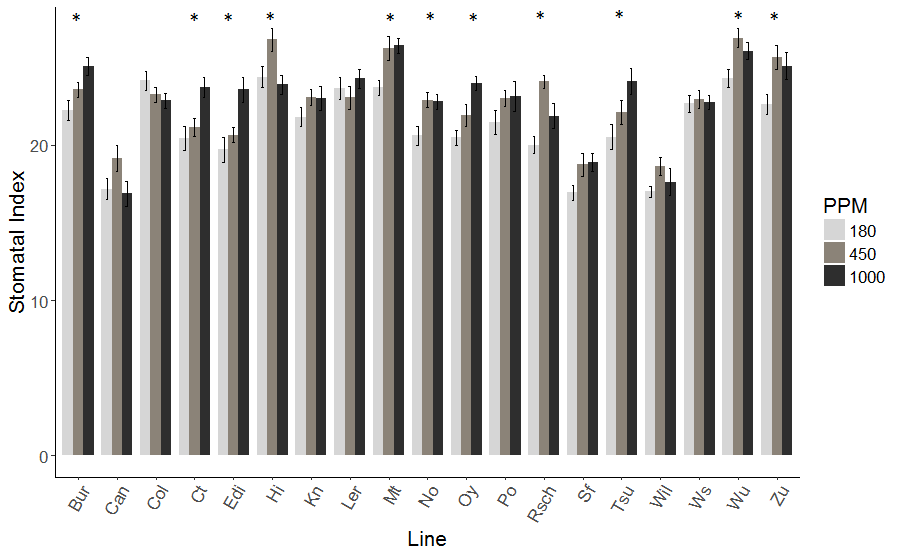 * * * * * * * * * * * *
Stomatal Index
20
10
0
PPM
180
450
1000
Bur Can Col Ct Edi Hi Kn Ler Mt No Oy Po Rsch Sf Tsu Wil Ws Wu Zu
Line